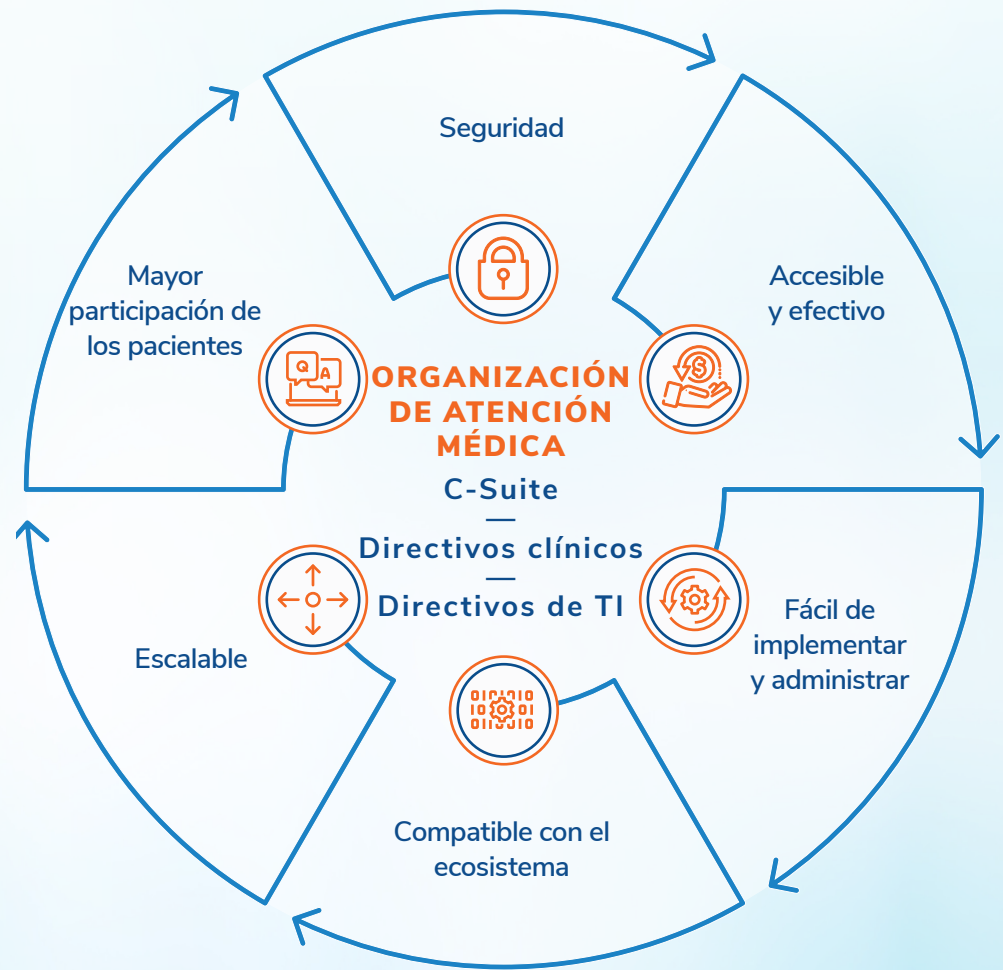 Seguridad
Accesible
y efectivo
Fácil de
implementar
y administrar
Compatible con el
ecosistema
Escalable
Mayor
participación de
los pacientes
Q
A
$
ORGANIZACIÓN
DE ATENCIÓN
MÉDICA
C-Suite
Directivos clínicos
Directivos de TI